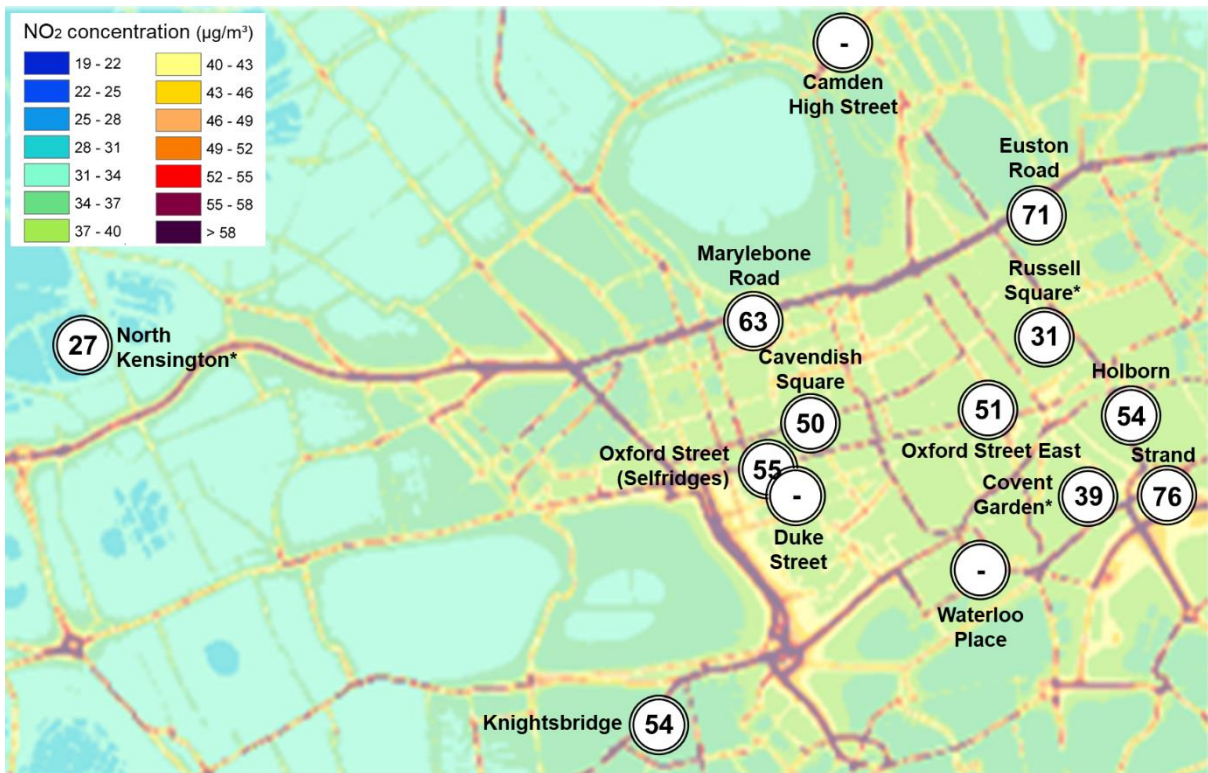 NO₂ concentration (µg/m³)
19 - 22
22 - 25
25 - 28
28 - 31
31 - 34
34 - 37
37 - 40
40 - 43
43 - 46
46 - 49
49 - 52
52 - 55
55 - 58
> 58
-
Camden
High Street
Euston
Road
71
Marylebone
Road
63
Russell
Square*
31
27
North
Kensington*
Cavendish
Square
50
Holborn
54
51
Oxford Street East
Oxford Street
(Selfridges)
55
-
Duke
Street
Covent
Garden*
39
Strand
76
-
Waterloo
Place
Knightsbridge
54